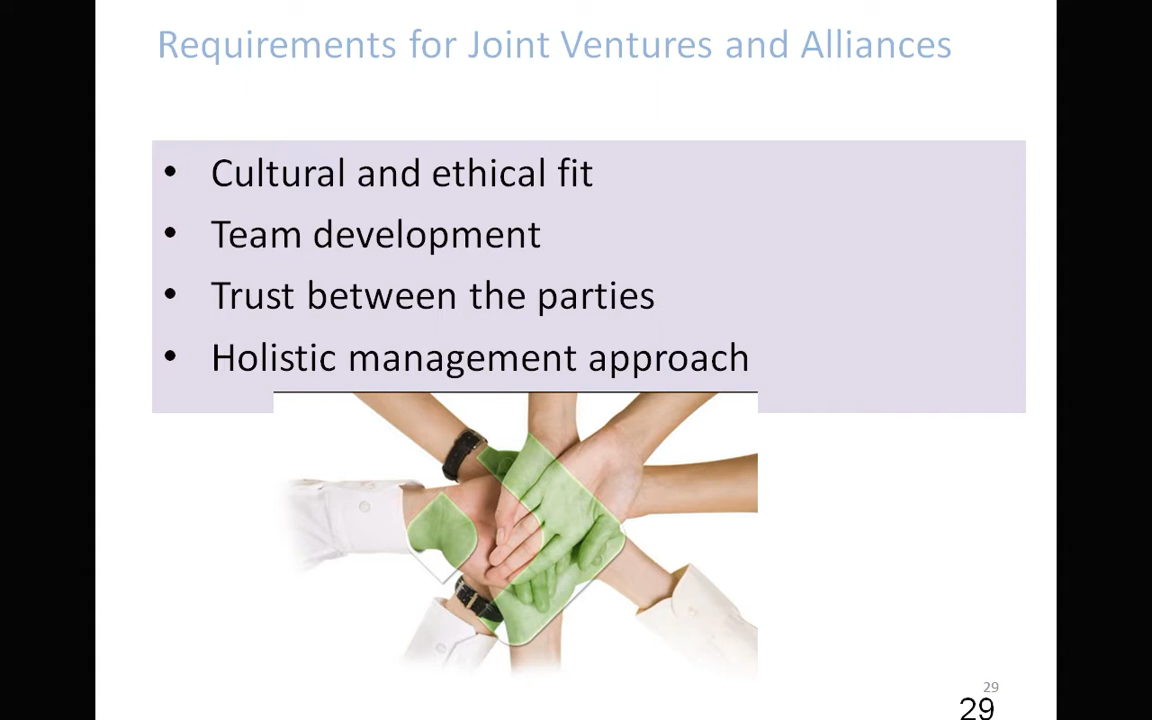 Requirements for Joint Ventures and Alliances
• Cultural and ethical fit
• Team development
• Trust between the parties
• Holistic management approach
29
29